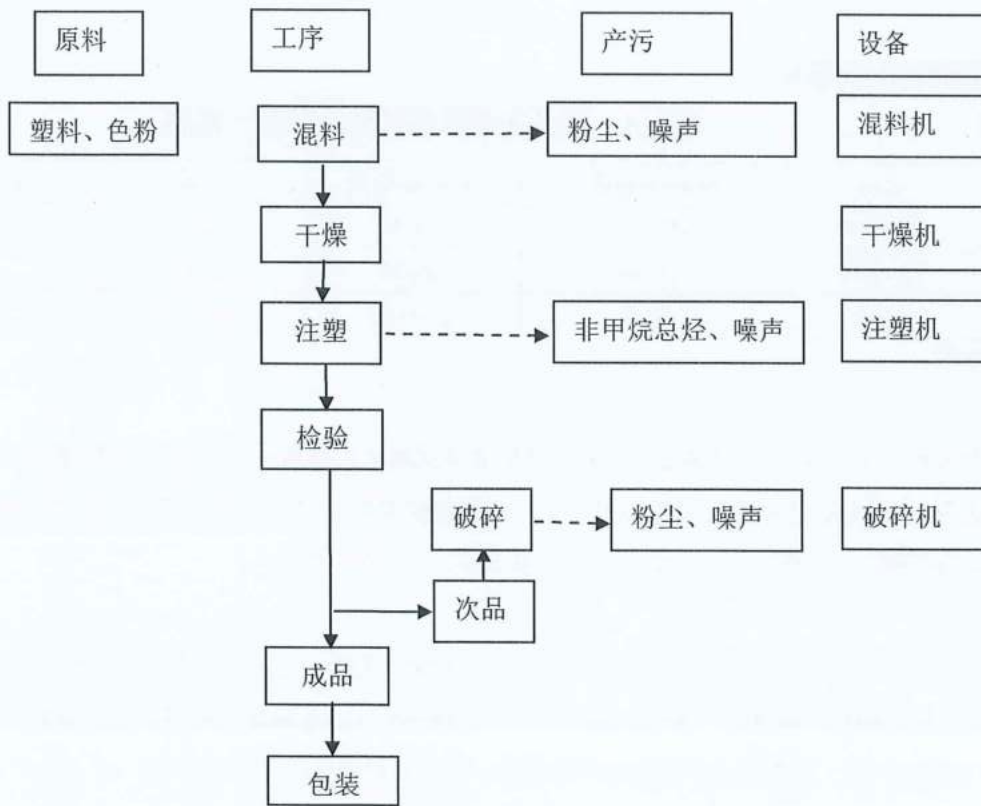 原料 工序 产污 设备
塑料、色粉 混料 粉尘、噪声 混料机
干燥 干燥机
注塑 非甲烷总烃、噪声 注塑机
检验
破碎 粉尘、噪声 破碎机
次品
成品
包装